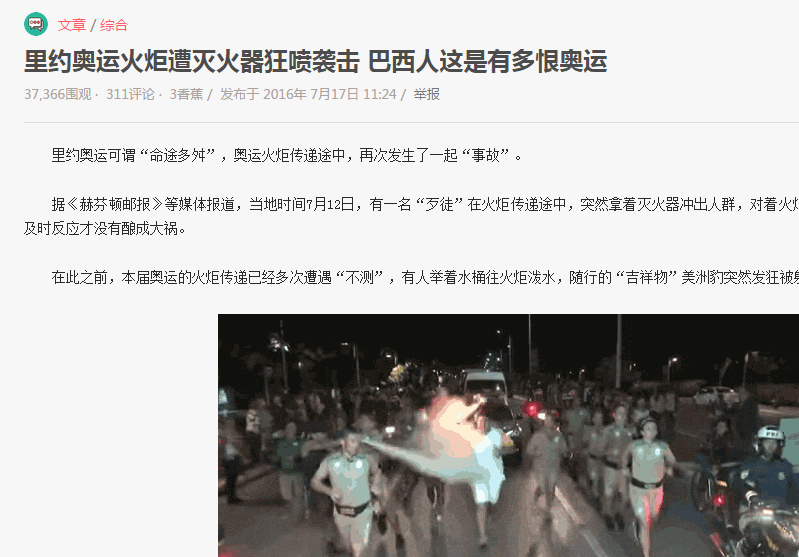 文章 / 综合
里约奥运火炬遭灭火器狂喷袭击 巴西人这是有多恨奥运
37,366围观 · 311评论 · 3香蕉 / 发布于 2016年 7月17日 11:24 / 举报
里约奥运可谓“命途多舛”，奥运火炬传递途中，再次发生了一起“事故”。
据《赫芬顿邮报》等媒体报道，当地时间7月12日，有一名“歹徒”在火炬传递途中，突然拿着灭火器冲出人群，对着火
及时反应才没有酿成大祸。
在此之前，本届奥运的火炬传递已经多次遭遇“不测”，有人举着水桶往火炬泼水，随行的“吉祥物”美洲豹突然发狂被